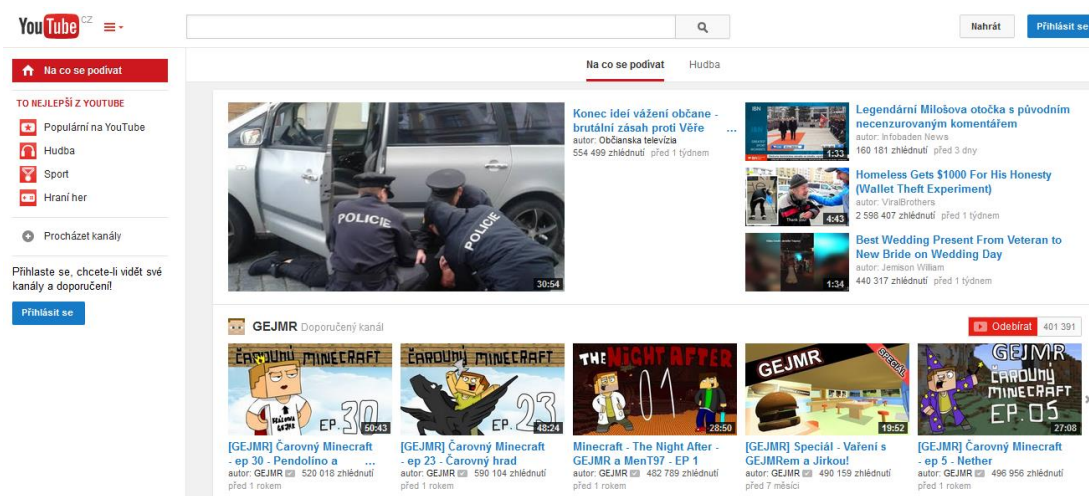 YouTube CZ
Nahrát
Přihlásit se
Na co se podívat
Hudba
Na co se podívat
TO NEJLEPŠÍ Z YOUTUBE
Populární na YouTube
Hudba
Sport
Hraní her
Procházet kanály
Přihlaste se, chcete-li vidět své
kanály a doporučení!
Přihlásit se
POLICIE
POLICIE
30:54
Konec ideí vážení občane -
brutální zásah proti Věře ...
autor: Občianska televízia
554 499 zhlédnutí před 1 týdnem
1:33
Legendární Milošova otočka s původním
necenzurovaným komentářem
autor: Infobaden News
160 181 zhlédnutí před 3 dny
4:43
Homeless Gets $1000 For His Honesty
(Wallet Theft Experiment)
autor: ViralBrothers
2 598 407 zhlédnutí před 1 týdnem
1:34
Best Wedding Present From Veteran to
New Bride on Wedding Day
autor: Jemison William
440 317 zhlédnutí před 1 týdnem
GEJMR Doporučený kanál
Odebírat 401 391
ČAROVNÝ MINECRAFT
EP. 30
50:43
[GEJMR] Čarovný Minecraft
- ep 30 - Pendolíno a ...
autor: GEJMR 520 018 zhlédnutí
před 1 rokem
ČAROVNÝ MINECRAFT
EP. 23
48:24
[GEJMR] Čarovný Minecraft
- ep 23 - Čarovný hrad
autor: GEJMR 590 104 zhlédnutí
před 1 rokem
THE NIGHT AFTER
01
28:50
Minecraft - The Night After -
GEJMR a MenT97 - EP 1
autor: GEJMR 482 789 zhlédnutí
před 1 rokem
GEJMR
SPECIÁL
19:52
[GEJMR] Speciál - Vaření s
GEJMRem a Jirkou!
autor: GEJMR 490 159 zhlédnutí
před 7 měsíci
GEJMR
ČAROVNÝ
MINECRAFT
EP. 05
27:08
[GEJMR] Čarovný Minecraft
- ep 5 - Nether
autor: GEJMR 496 956 zhlédnutí
před 1 rokem